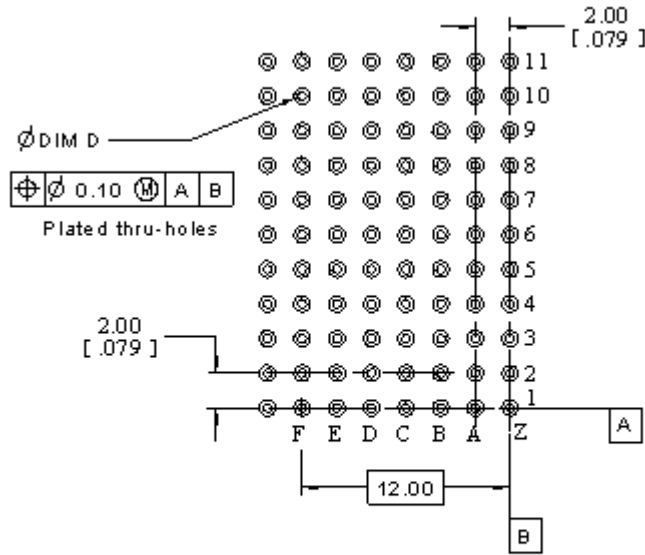 2.00
[ .079 ]
11
10
9
8
7
6
5
4
3
2
1
Ø DIM D
⌖ Ø 0.10 Ⓜ A B
Plated thru-holes
2.00
[ .079 ]
F E D C B A Z
A
12.00
B